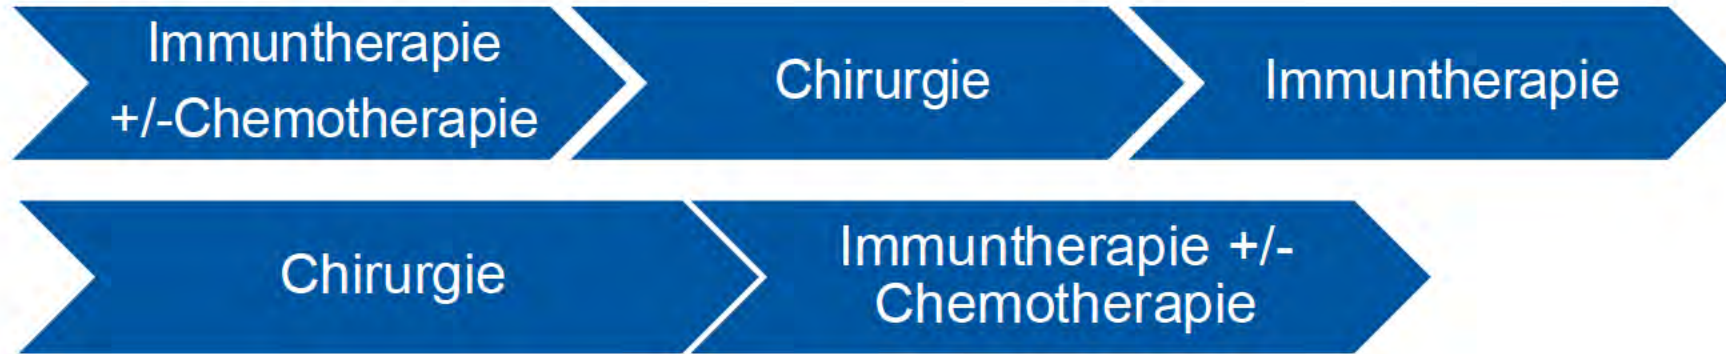 Immuntherapie
+/-Chemotherapie
Chirurgie
Immuntherapie
Chirurgie
Immuntherapie +/-
Chemotherapie